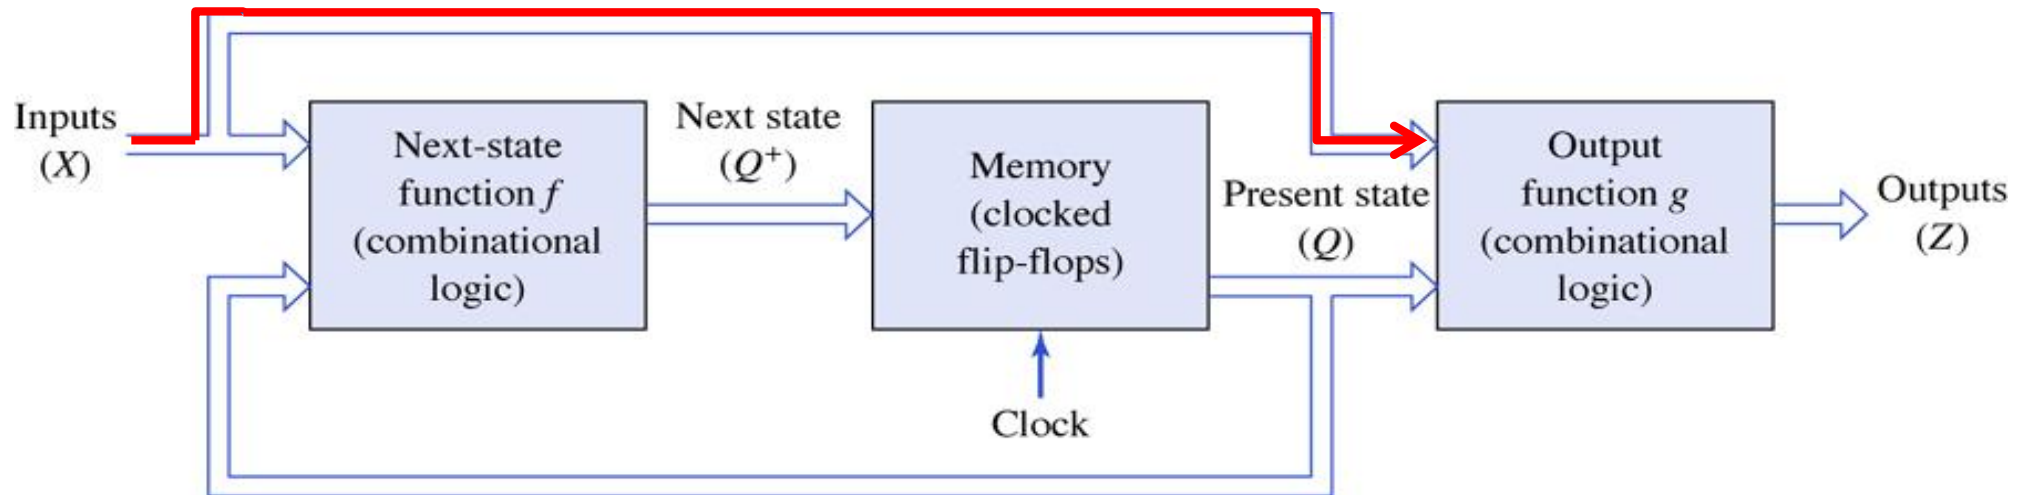 Inputs
(X)
Next-state
function f
(combinational
logic)
Next state
(Q⁺)
Memory
(clocked
flip-flops)
Clock
Present state
(Q)
Output
function g
(combinational
logic)
Outputs
(Z)